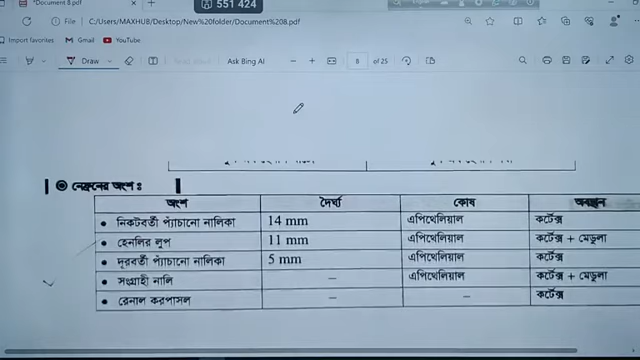 Document 8.pdf
551 424
File
C:/Users/MAXHUB/Desktop/New%20folder/Document%208.pdf
Import favorites
Gmail
YouTube
Draw
Ask Bing AI
8
of 25
নেফ্রনের অংশ :
অংশ দৈর্ঘ্য কোষ অবস্থান
• নিকটবর্তী প্যাঁচানো নালিকা 14 mm এপিথেলিয়াল কর্টেক্স
• হেনলির লুপ 11 mm এপিথেলিয়াল কর্টেক্স + মেডুলা
• দূরবর্তী প্যাঁচানো নালিকা 5 mm এপিথেলিয়াল কর্টেক্স
• সংগ্রাহী নালি – এপিথেলিয়াল কর্টেক্স + মেডুলা
• রেনাল করপাসল – – কর্টেক্স